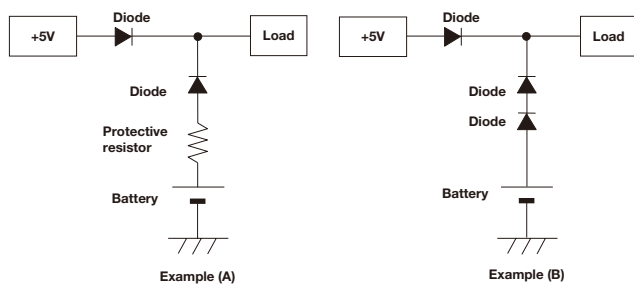 Diode
+5V
Load
Diode
Protective
resistor
Battery
Example (A)
Diode
+5V
Load
Diode
Diode
Battery
Example (B)